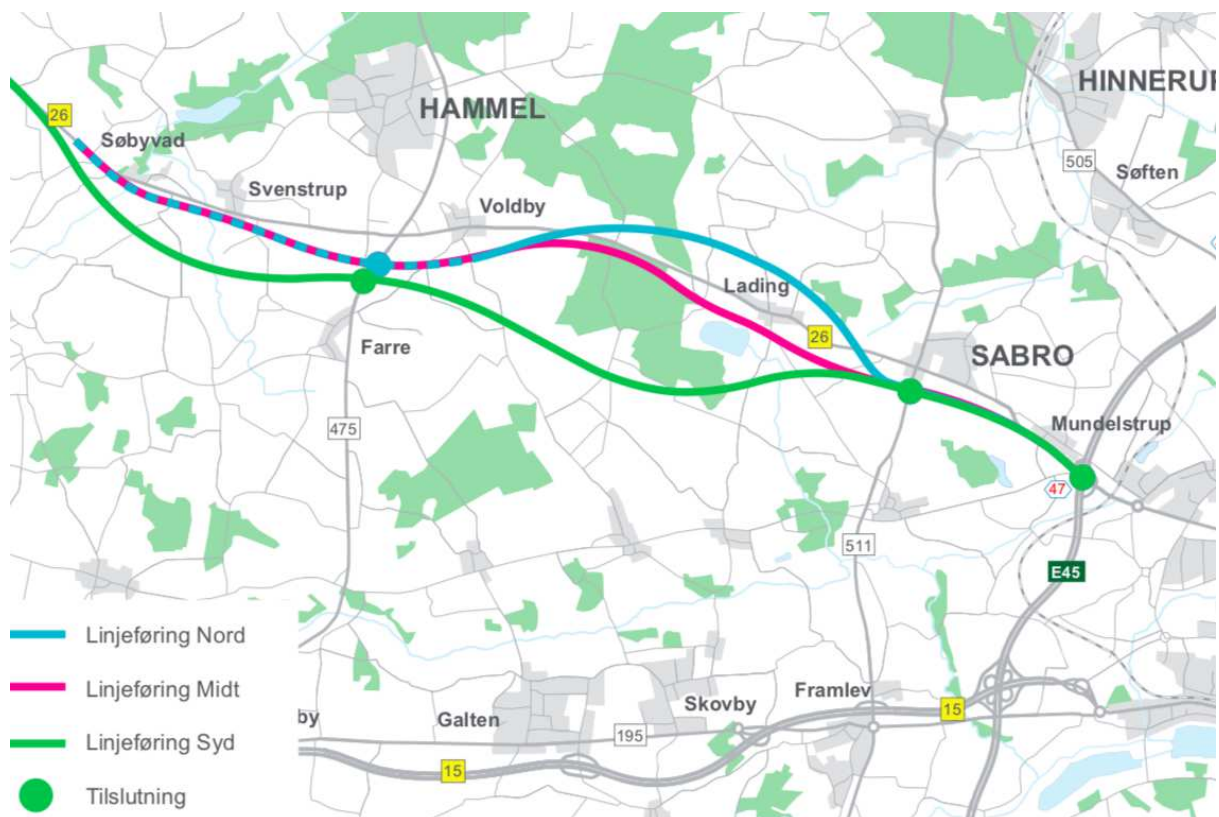 HAMMEL
HINNERUP
26
Søbyvad
505
Søften
Svenstrup
Voldby
Lading
26
Farre
SABRO
475
Mundelstrup
47
511
E45
Linjeføring Nord
Linjeføring Midt
Linjeføring Syd
Tilslutning
by
Galten
195
Skovby
Framlev
15
15